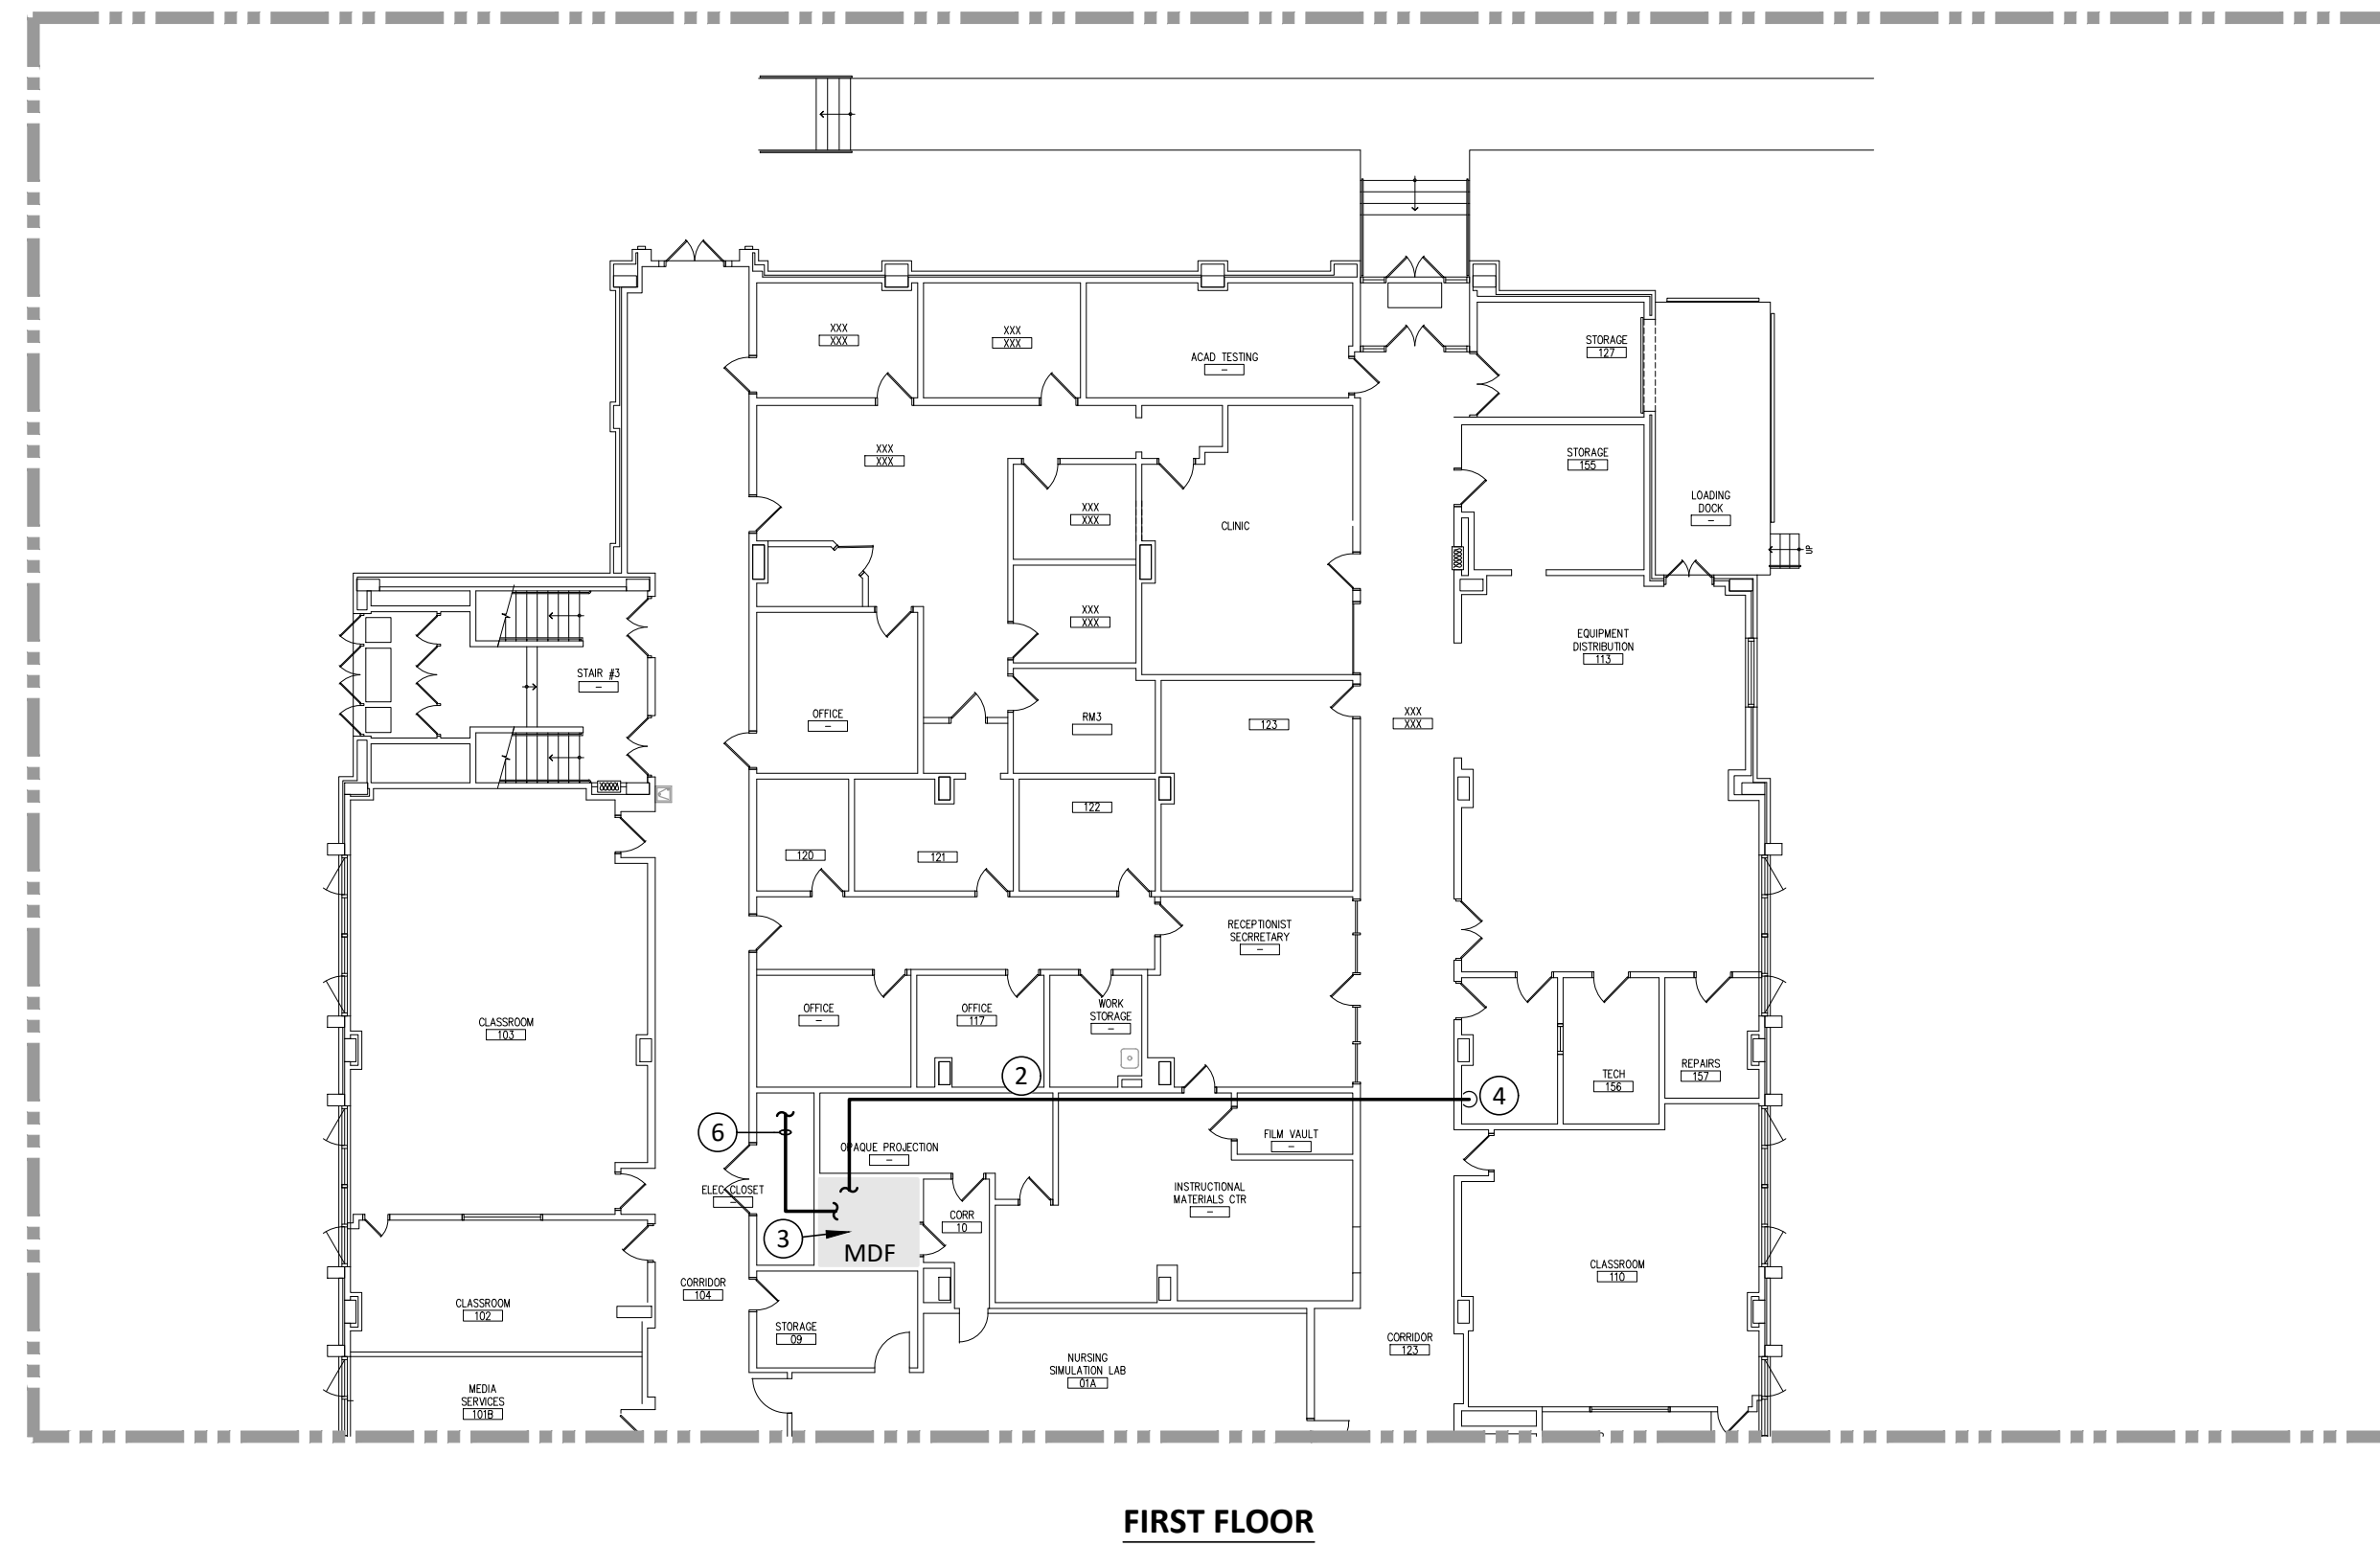 XXX
XXX
XXX
XXX
ACAD TESTING
-
STORAGE
127
XXX
XXX
STORAGE
155
LOADING
DOCK
-
XXX
XXX
CLINIC
UP
XXX
XXX
EQUIPMENT
DISTRIBUTION
113
STAIR #3
-
OFFICE
-
RM3
123
XXX
XXX
120
121
122
RECEPTIONIST
SECRRETARY
-
CLASSROOM
103
OFFICE
-
OFFICE
117
WORK
STORAGE
-
2
TECH
156
REPAIRS
157
4
6
OPAQUE PROJECTION
-
FILM VAULT
-
ELEC CLOSET
-
INSTRUCTIONAL
MATERIALS CTR
-
CORR
10
3
MDF
CORRIDOR
104
CLASSROOM
110
CLASSROOM
102
STORAGE
09
CORRIDOR
123
NURSING
SIMULATION LAB
01A
MEDIA
SERVICES
101B
FIRST FLOOR